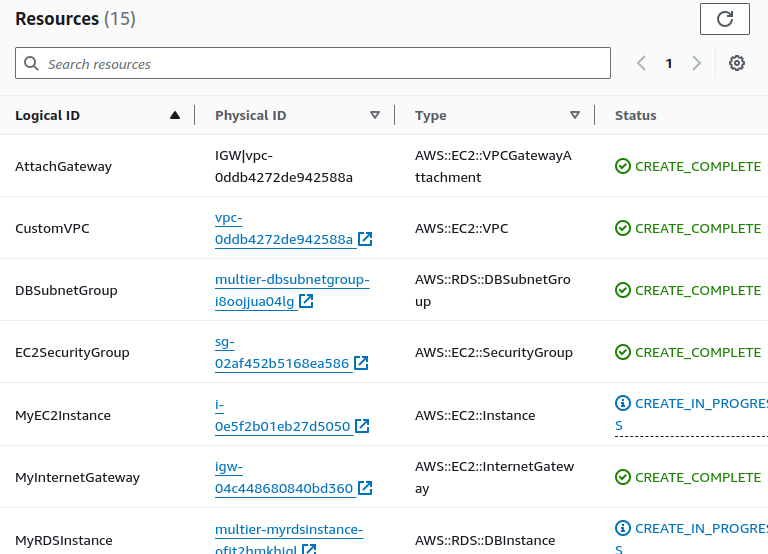 Resources (15)
Search resources
1
Logical ID Physical ID Type Status
AttachGateway IGW|vpc-0ddb4272de942588a AWS::EC2::VPCGatewayAttachment CREATE_COMPLETE
CustomVPC vpc-0ddb4272de942588a AWS::EC2::VPC CREATE_COMPLETE
DBSubnetGroup multier-dbsubnetgroup-i8oojjua04lg AWS::RDS::DBSubnetGroup CREATE_COMPLETE
EC2SecurityGroup sg-02af452b5168ea586 AWS::EC2::SecurityGroup CREATE_COMPLETE
MyEC2Instance i-0e5f2b01eb27d5050 AWS::EC2::Instance CREATE_IN_PROGRESS
MyInternetGateway igw-04c448680840bd360 AWS::EC2::InternetGateway CREATE_COMPLETE
MyRDSInstance multier-myrdsinstance- AWS::RDS::DBInstance CREATE_IN_PROGRESS